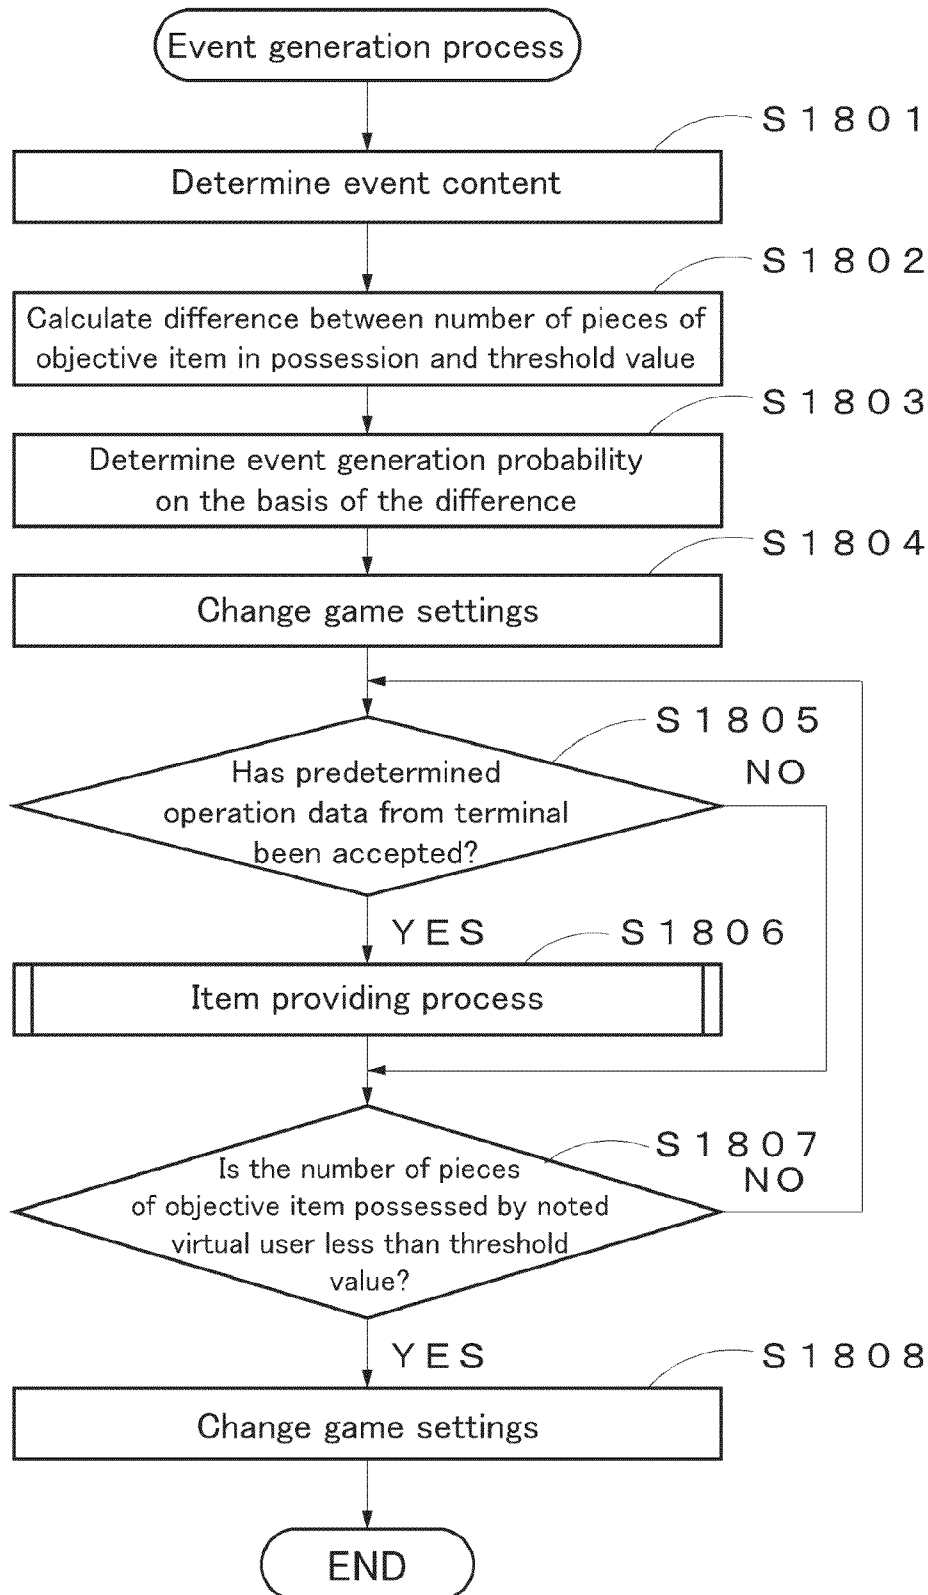 Event generation process
S1801
Determine event content
S1802
Calculate difference between number of pieces of
objective item in possession and threshold value
S1803
Determine event generation probability
on the basis of the difference
S1804
Change game settings
S1805
NO
Has predetermined
operation data from terminal
been accepted?
YES
S1806
Item providing process
S1807
NO
Is the number of pieces
of objective item possessed by noted
virtual user less than threshold
value?
YES
S1808
Change game settings
END